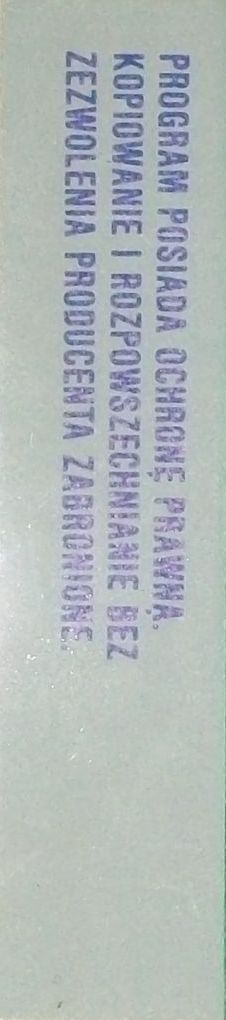 PROGRAM POSIADA OCHRONĘ PRAWNĄ.
KOPIOWANIE I ROZPOWSZECHNIANIE BEZ
ZEZWOLENIA PRODUCENTA ZABRONIONE.